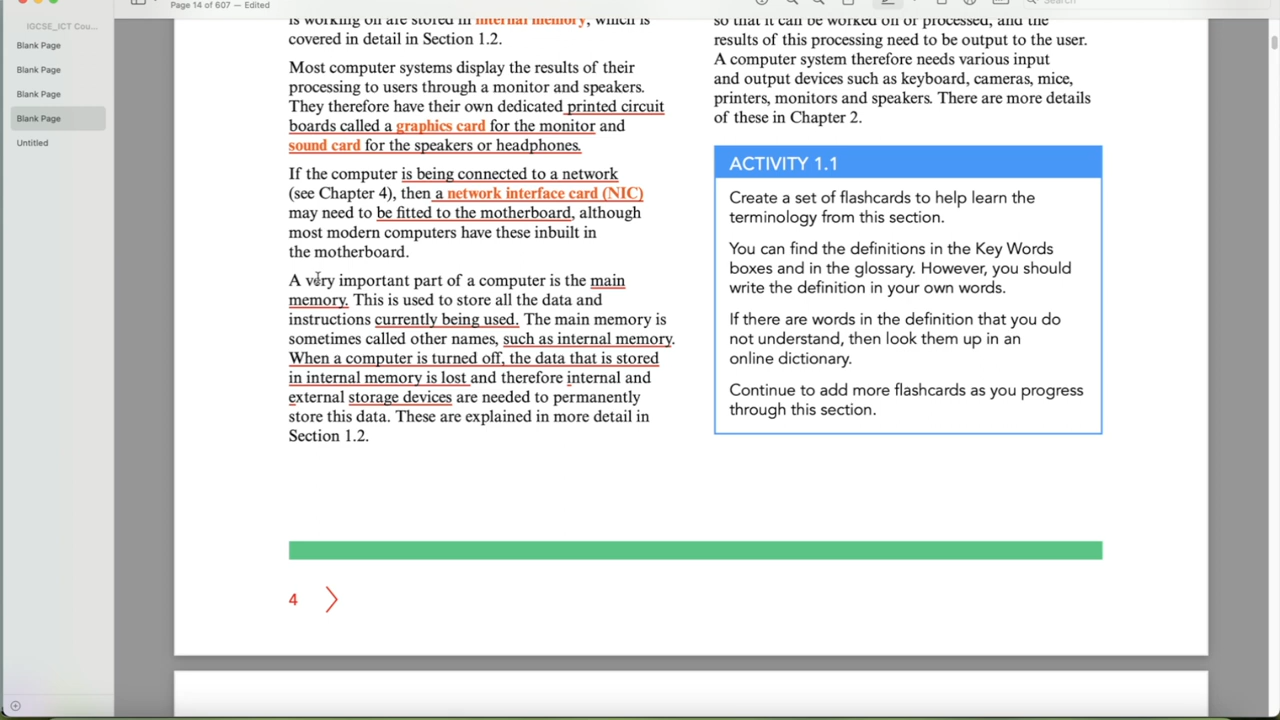 Page 14 of 607 — Edited
Search
IGCSE_ICT Cou...
Blank Page
Blank Page
Blank Page
Blank Page
Untitled
is working on are stored in internal memory, which is
covered in detail in Section 1.2.
Most computer systems display the results of their
processing to users through a monitor and speakers.
They therefore have their own dedicated printed circuit
boards called a graphics card for the monitor and
sound card for the speakers or headphones.
If the computer is being connected to a network
(see Chapter 4), then a network interface card (NIC)
may need to be fitted to the motherboard, although
most modern computers have these inbuilt in
the motherboard.
A very important part of a computer is the main
memory. This is used to store all the data and
instructions currently being used. The main memory is
sometimes called other names, such as internal memory.
When a computer is turned off, the data that is stored
in internal memory is lost and therefore internal and
external storage devices are needed to permanently
store this data. These are explained in more detail in
Section 1.2.
so that it can be worked on or processed, and the
results of this processing need to be output to the user.
A computer system therefore needs various input
and output devices such as keyboard, cameras, mice,
printers, monitors and speakers. There are more details
of these in Chapter 2.
ACTIVITY 1.1
Create a set of flashcards to help learn the
terminology from this section.
You can find the definitions in the Key Words
boxes and in the glossary. However, you should
write the definition in your own words.
If there are words in the definition that you do
not understand, then look them up in an
online dictionary.
Continue to add more flashcards as you progress
through this section.
4